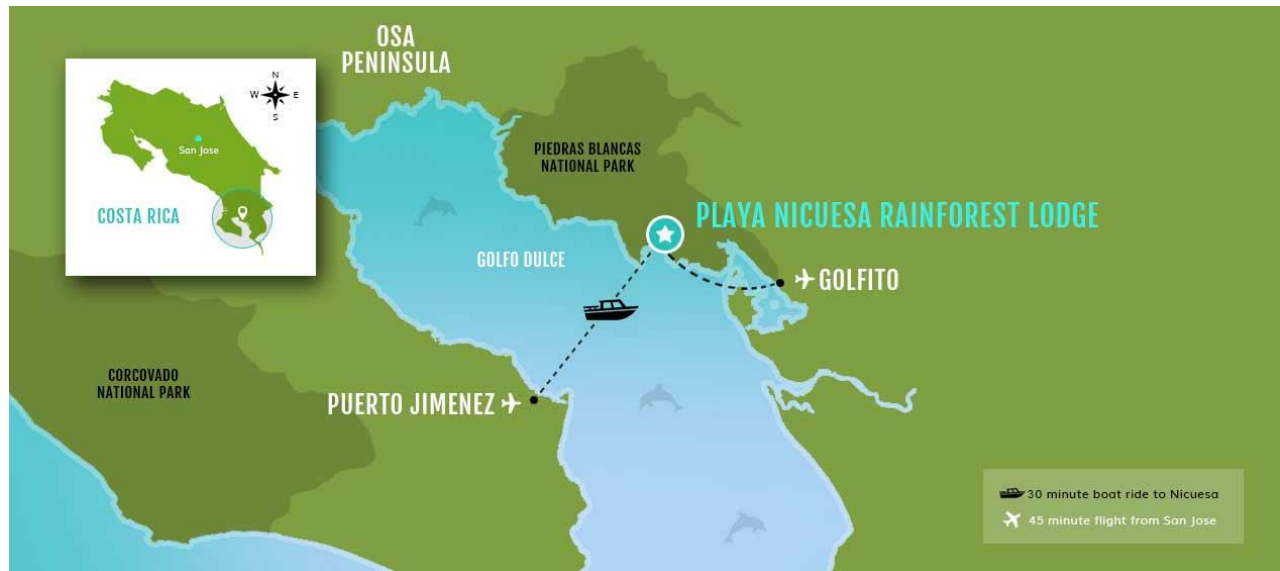 OSA
PENINSULA
N
W E
S
San Jose
COSTA RICA
PIEDRAS BLANCAS
NATIONAL PARK
PLAYA NICUESA RAINFOREST LODGE
GOLFO DULCE
GOLFITO
CORCOVADO
NATIONAL PARK
PUERTO JIMENEZ
30 minute boat ride to Nicuesa
45 minute flight from San Jose